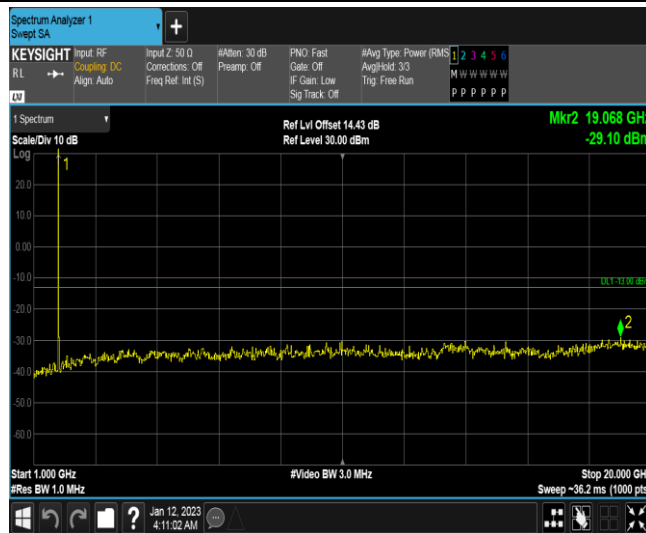 Spectrum Analyzer 1
Swept SA
+
KEYSIGHT
RL
LXI
Input: RF
Coupling: DC
Align: Auto
Input Z: 50 Ω
Corrections: Off
Freq Ref: Int (S)
#Atten: 30 dB
Preamp: Off
PNO: Fast
Gate: Off
IF Gain: Low
Sig Track: Off
#Avg Type: Power (RMS
Avg|Hold: 3/3
Trig: Free Run
1 2 3 4 5 6
M W W W W W
P P P P P P
1 Spectrum
Scale/Div 10 dB
Log
Ref Lvl Offset 14.43 dB
Ref Level 30.00 dBm
Mkr2 19.068 GHz
-29.10 dBm
1
20.0
10.0
0.00
-10.0
DL1 -13.00 dBm
-20.0
2
-30.0
-40.0
-50.0
-60.0
Start 1.000 GHz
#Res BW 1.0 MHz
#Video BW 3.0 MHz
Stop 20.000 GH
Sweep ~36.2 ms (1000 pts
?
Jan 12, 2023
4:11:02 AM